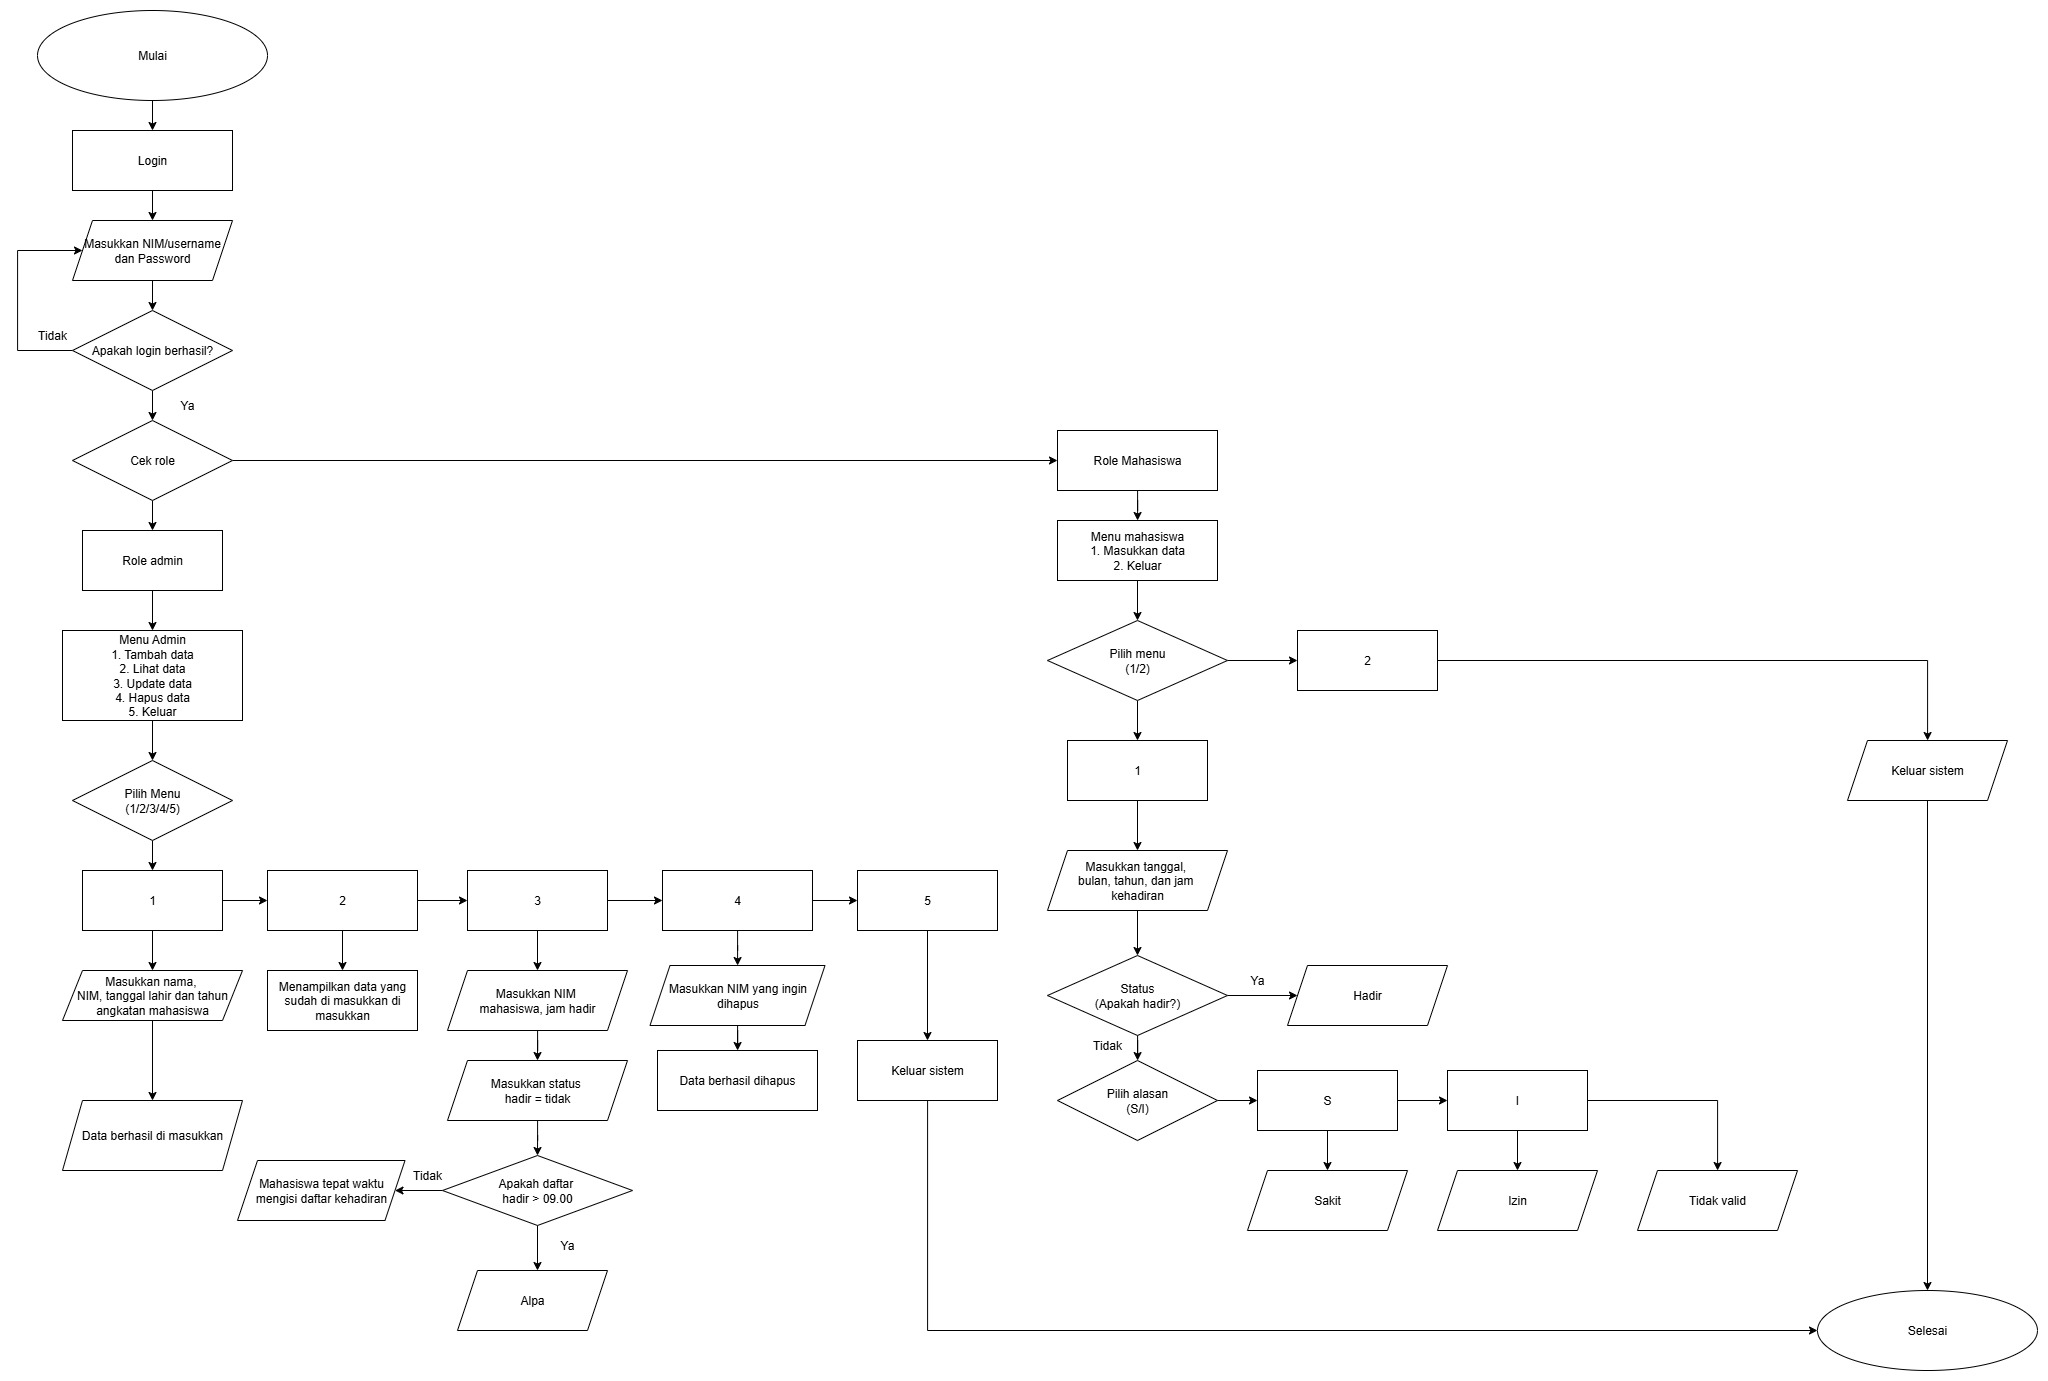 Mulai
Login
Masukkan NIM/username
dan Password
Tidak
Apakah login berhasil?
Ya
Cek role
Role admin
Menu Admin
1. Tambah data
2. Lihat data
3. Update data
4. Hapus data
5. Keluar
Pilih Menu
(1/2/3/4/5)
1
2
3
4
5
Masukkan nama,
NIM, tanggal lahir dan tahun
angkatan mahasiswa
Data berhasil di masukkan
Menampilkan data yang
sudah di masukkan di
masukkan
Masukkan NIM
mahasiswa, jam hadir
Masukkan status
hadir = tidak
Apakah daftar
hadir > 09.00
Tidak
Mahasiswa tepat waktu
mengisi daftar kehadiran
Ya
Alpa
Masukkan NIM yang ingin
dihapus
Data berhasil dihapus
Keluar sistem
Role Mahasiswa
Menu mahasiswa
1. Masukkan data
2. Keluar
Pilih menu
(1/2)
2
Keluar sistem
1
Masukkan tanggal,
bulan, tahun, dan jam
kehadiran
Status
(Apakah hadir?)
Ya
Hadir
Tidak
Pilih alasan
(S/I)
S
I
Sakit
Izin
Tidak valid
Selesai